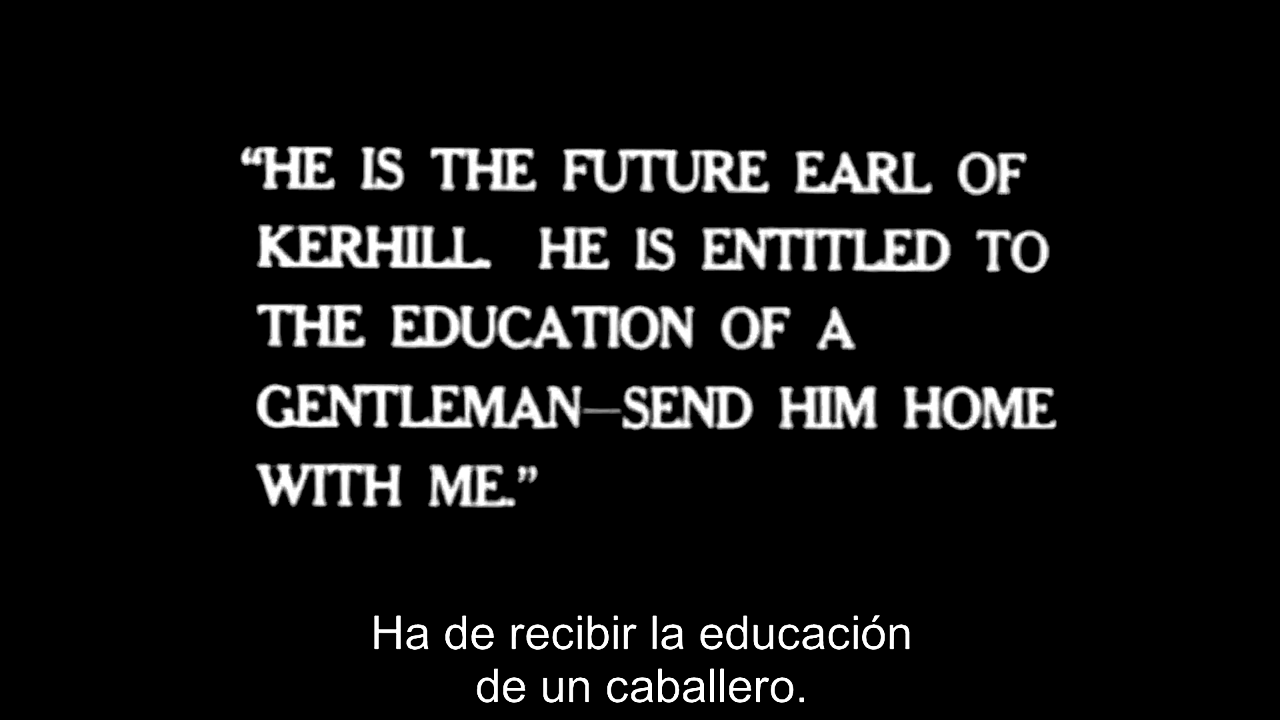 “HE IS THE FUTURE EARL OF
KERHILL. HE IS ENTITLED TO
THE EDUCATION OF A
GENTLEMAN—SEND HIM HOME
WITH ME.”
Ha de recibir la educación
de un caballero.